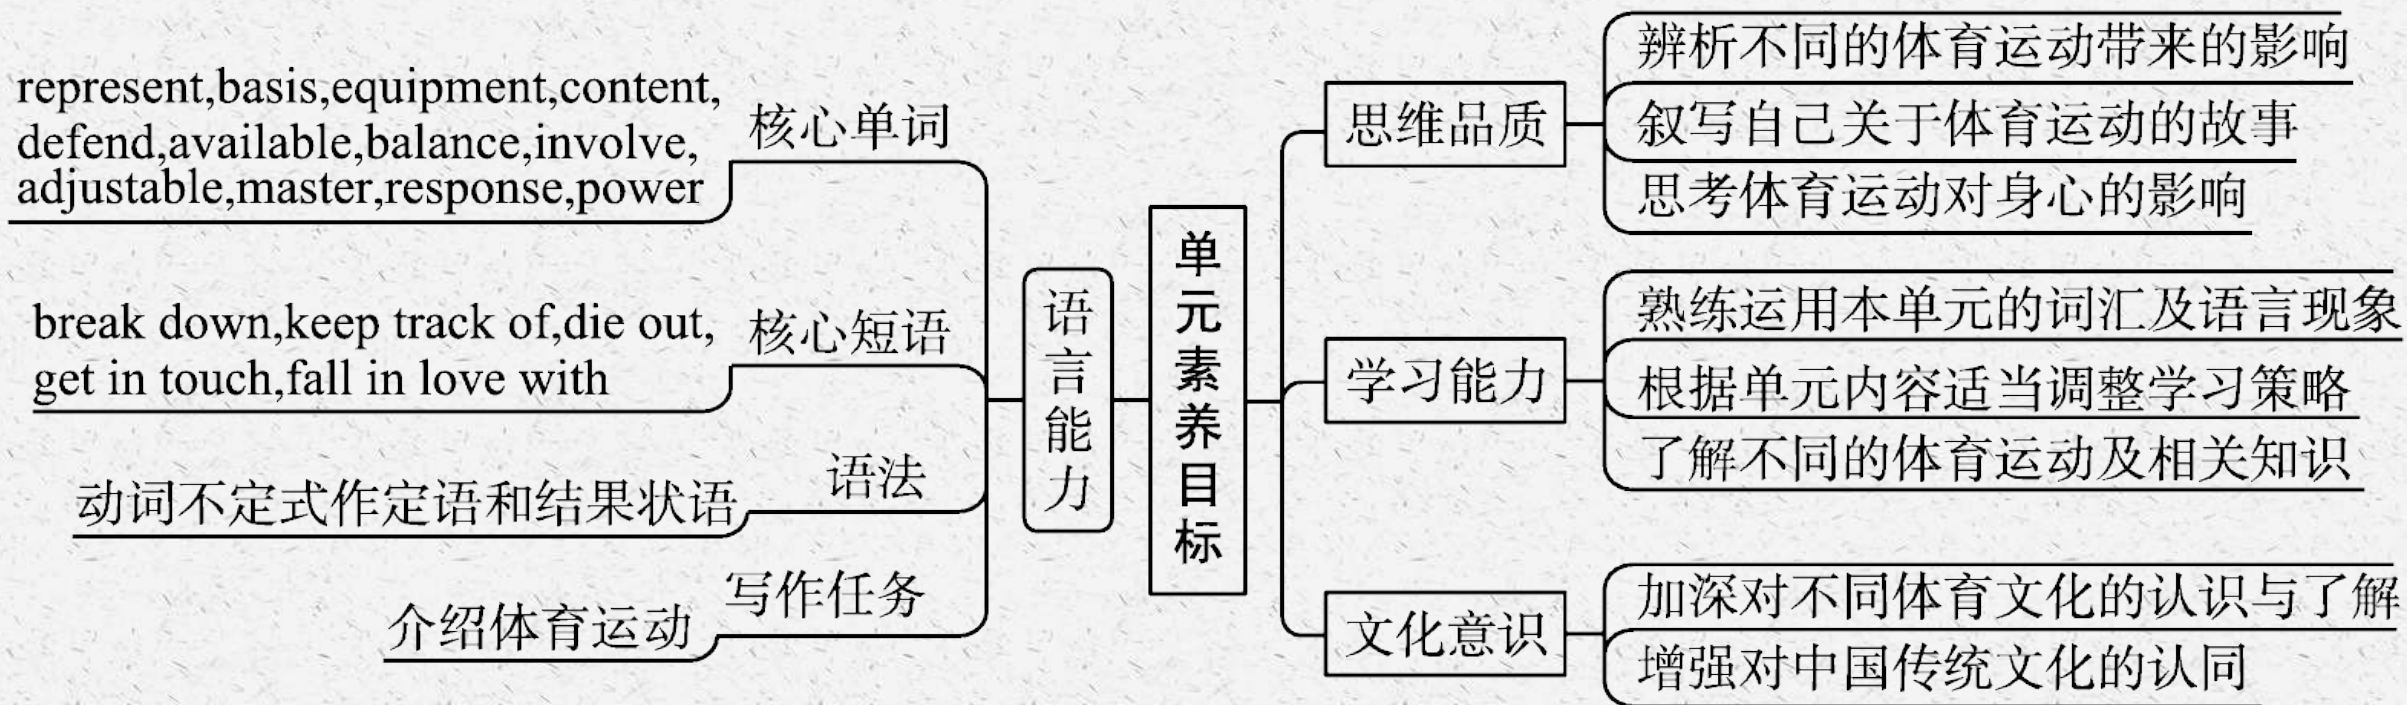 represent,basis,equipment,content,
defend,available,balance,involve,
adjustable,master,response,power
核心单词
break down,keep track of,die out,
get in touch,fall in love with
核心短语
动词不定式作定语和结果状语
语法
介绍体育运动
写作任务
语言能力
单元素养目标
思维品质
辨析不同的体育运动带来的影响
叙写自己关于体育运动的故事
思考体育运动对身心的影响
学习能力
熟练运用本单元的词汇及语言现象
根据单元内容适当调整学习策略
了解不同的体育运动及相关知识
文化意识
加深对不同体育文化的认识与了解
增强对中国传统文化的认同